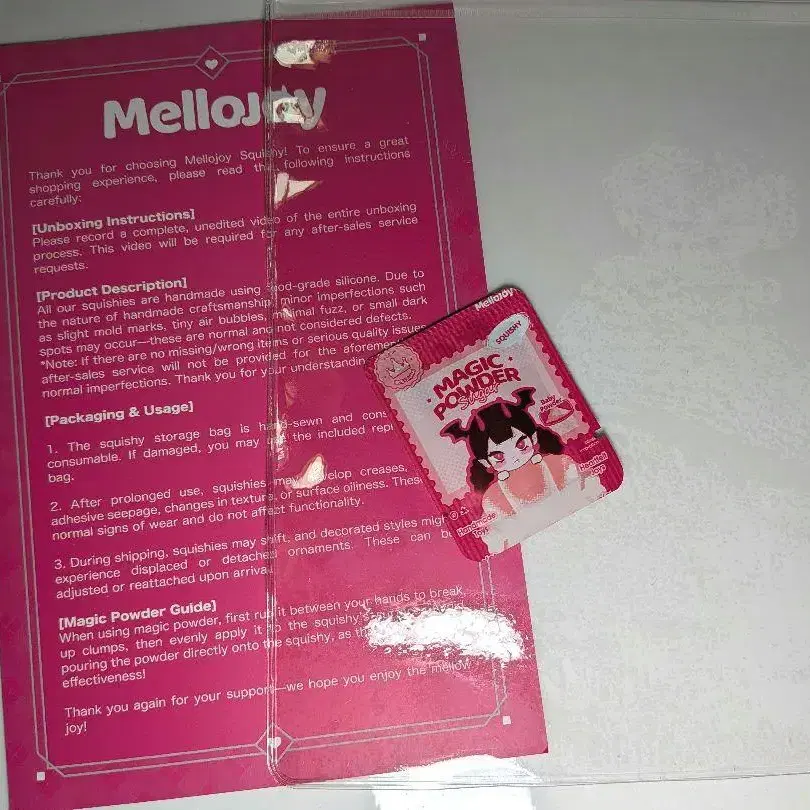 Mellojoy
Thank you for choosing Mellojoy Squishy! To ensure a great
shopping experience, please read the following instructions
carefully:
[Unboxing Instructions]
Please record a complete, unedited video of the entire unboxing
process. This video will be required for any after-sales service
requests.
[Product Description]
All our squishies are handmade using food-grade silicone. Due to
the nature of handmade craftsmanship, minor imperfections such
as slight mold marks, tiny air bubbles, minimal fuzz, or small dark
spots may occur—these are normal and not considered defects.
*Note: If there are no missing/wrong items or serious quality issues
after-sales service will not be provided for the
normal imperfections. Thank you for your understanding
[Packaging & Usage]
1. The squishy storage bag is hand-sewn and
consumable. If damaged, you may the included
bag.
2. After prolonged use, squishies may develop creases,
adhesive seepage, changes in texture, or surface oiliness. These
normal signs of wear and do not affect functionality.
3. During shipping, squishies may shift, and decorated styles
experience displaced or detached ornaments. These can
adjusted or reattached upon arrival.
[Magic Powder Guide]
When using magic powder, first rub it between your hands to break
up clumps, then evenly apply it to the squishy's
pouring the powder directly onto the squishy, as
effectiveness!
Thank you again for your support—we hope you enjoy the mellow
joy!
Mellojoy
SQUISHY
MAGIC
POWDER
Sugar
Baby
Powder
Handmade
Toys